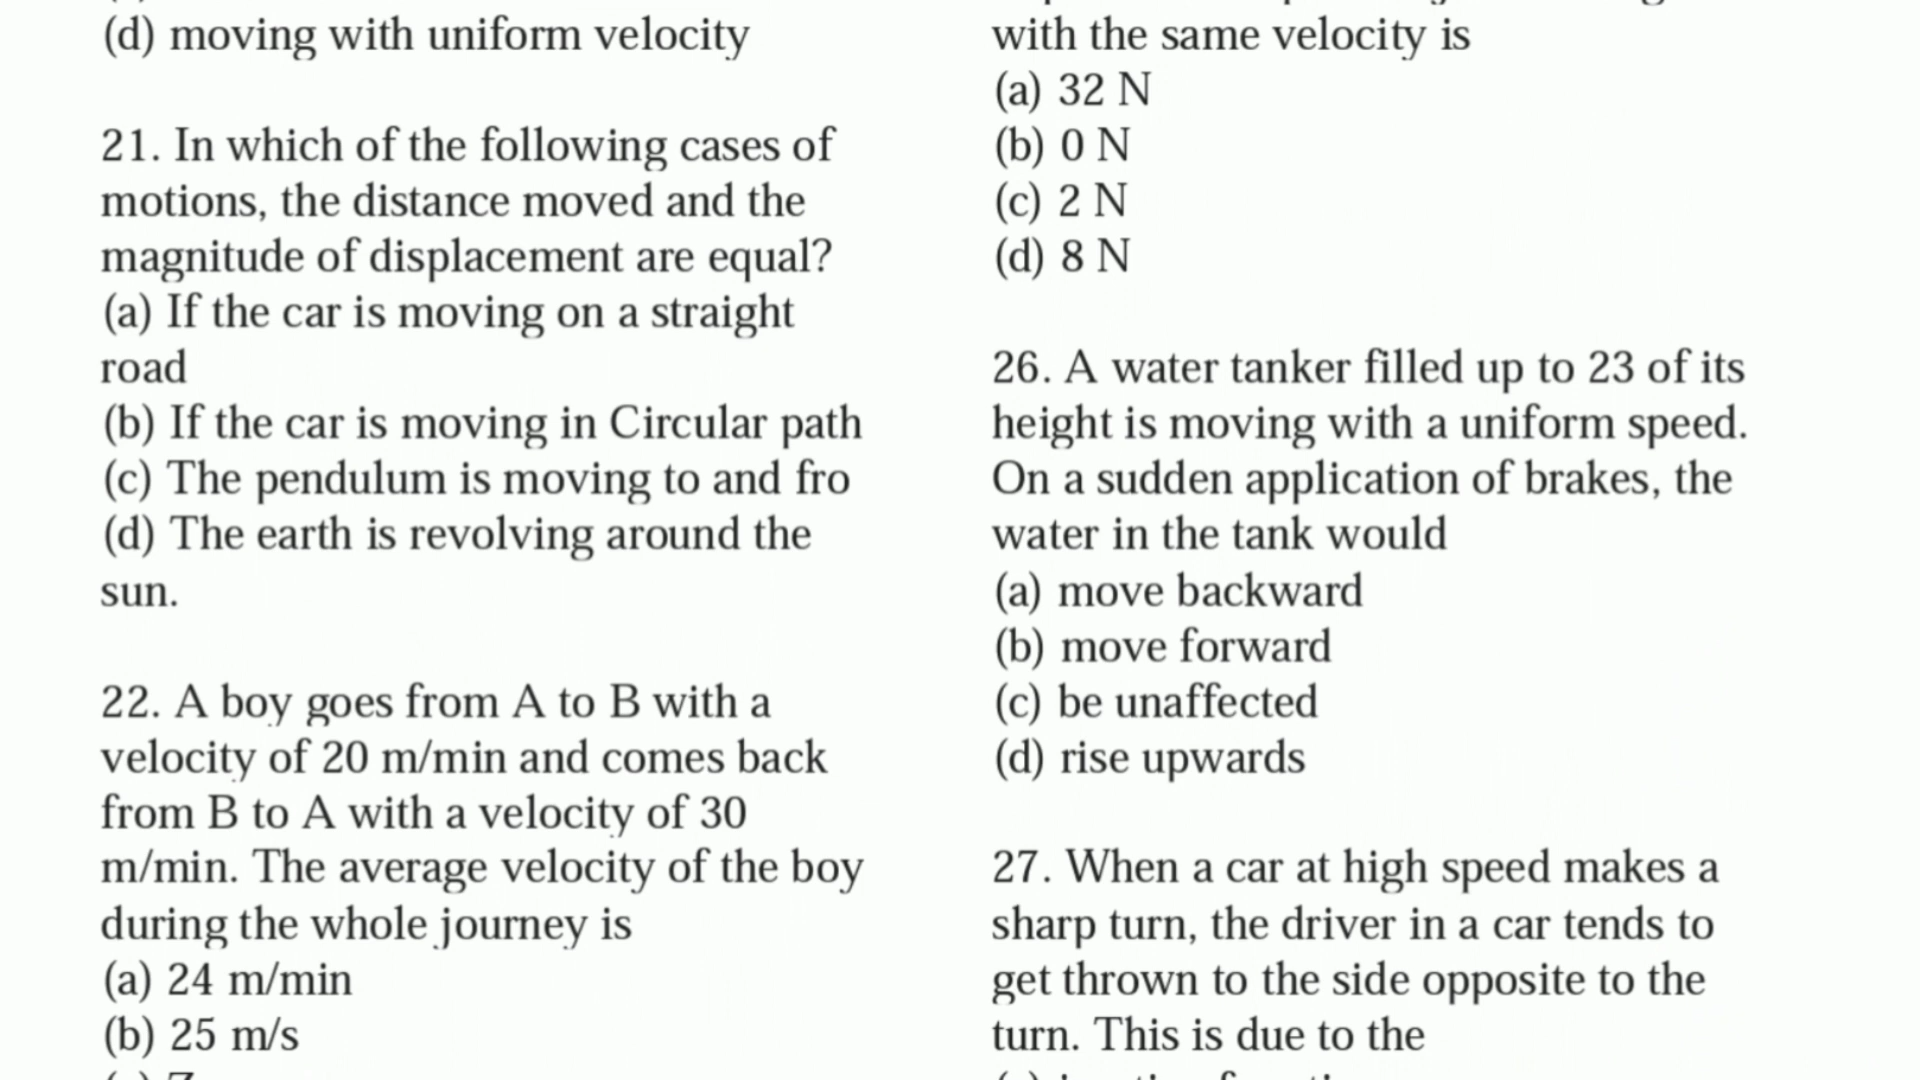 (d) moving with uniform velocity
21. In which of the following cases of
motions, the distance moved and the
magnitude of displacement are equal?
(a) If the car is moving on a straight
road
(b) If the car is moving in Circular path
(c) The pendulum is moving to and fro
(d) The earth is revolving around the
sun.
22. A boy goes from A to B with a
velocity of 20 m/min and comes back
from B to A with a velocity of 30
m/min. The average velocity of the boy
during the whole journey is
(a) 24 m/min
(b) 25 m/s
with the same velocity is
(a) 32 N
(b) 0 N
(c) 2 N
(d) 8 N
26. A water tanker filled up to 23 of its
height is moving with a uniform speed.
On a sudden application of brakes, the
water in the tank would
(a) move backward
(b) move forward
(c) be unaffected
(d) rise upwards
27. When a car at high speed makes a
sharp turn, the driver in a car tends to
get thrown to the side opposite to the
turn. This is due to the